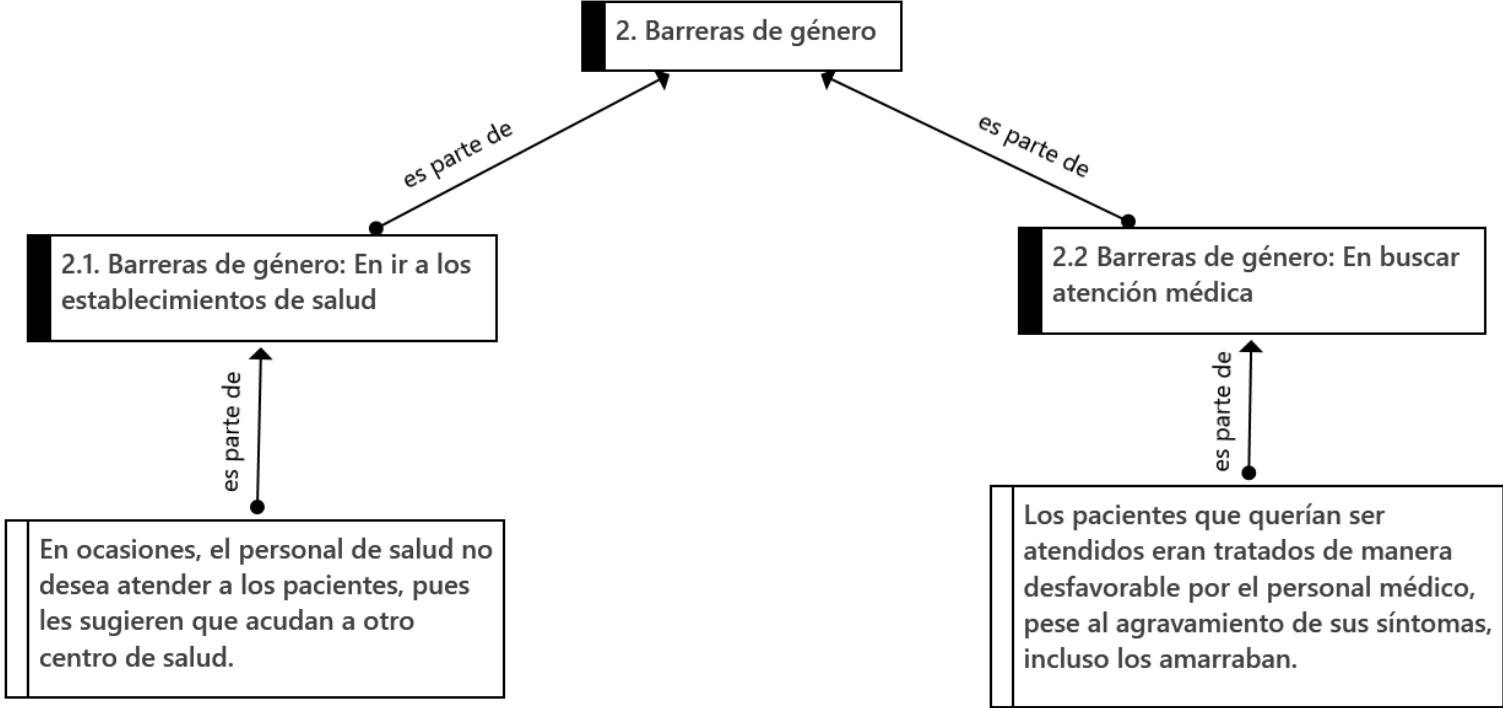 2. Barreras de género
es parte de
es parte de
2.1. Barreras de género: En ir a los
establecimientos de salud
2.2 Barreras de género: En buscar
atención médica
es parte de
es parte de
En ocasiones, el personal de salud no
desea atender a los pacientes, pues
les sugieren que acudan a otro
centro de salud.
Los pacientes que querían ser
atendidos eran tratados de manera
desfavorable por el personal médico,
pese al agravamiento de sus síntomas,
incluso los amarraban.